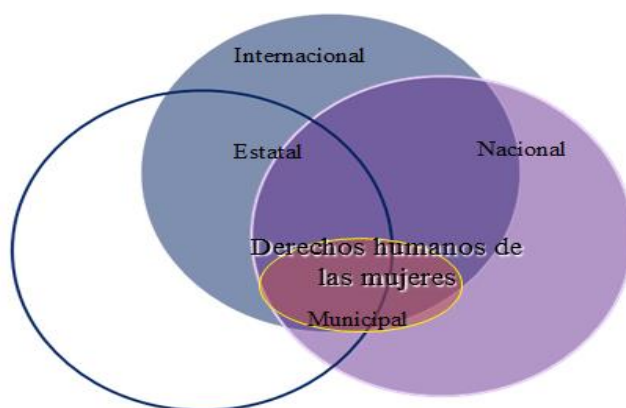 Internacional
Estatal
Nacional
Derechos humanos de
las mujeres
Municipal